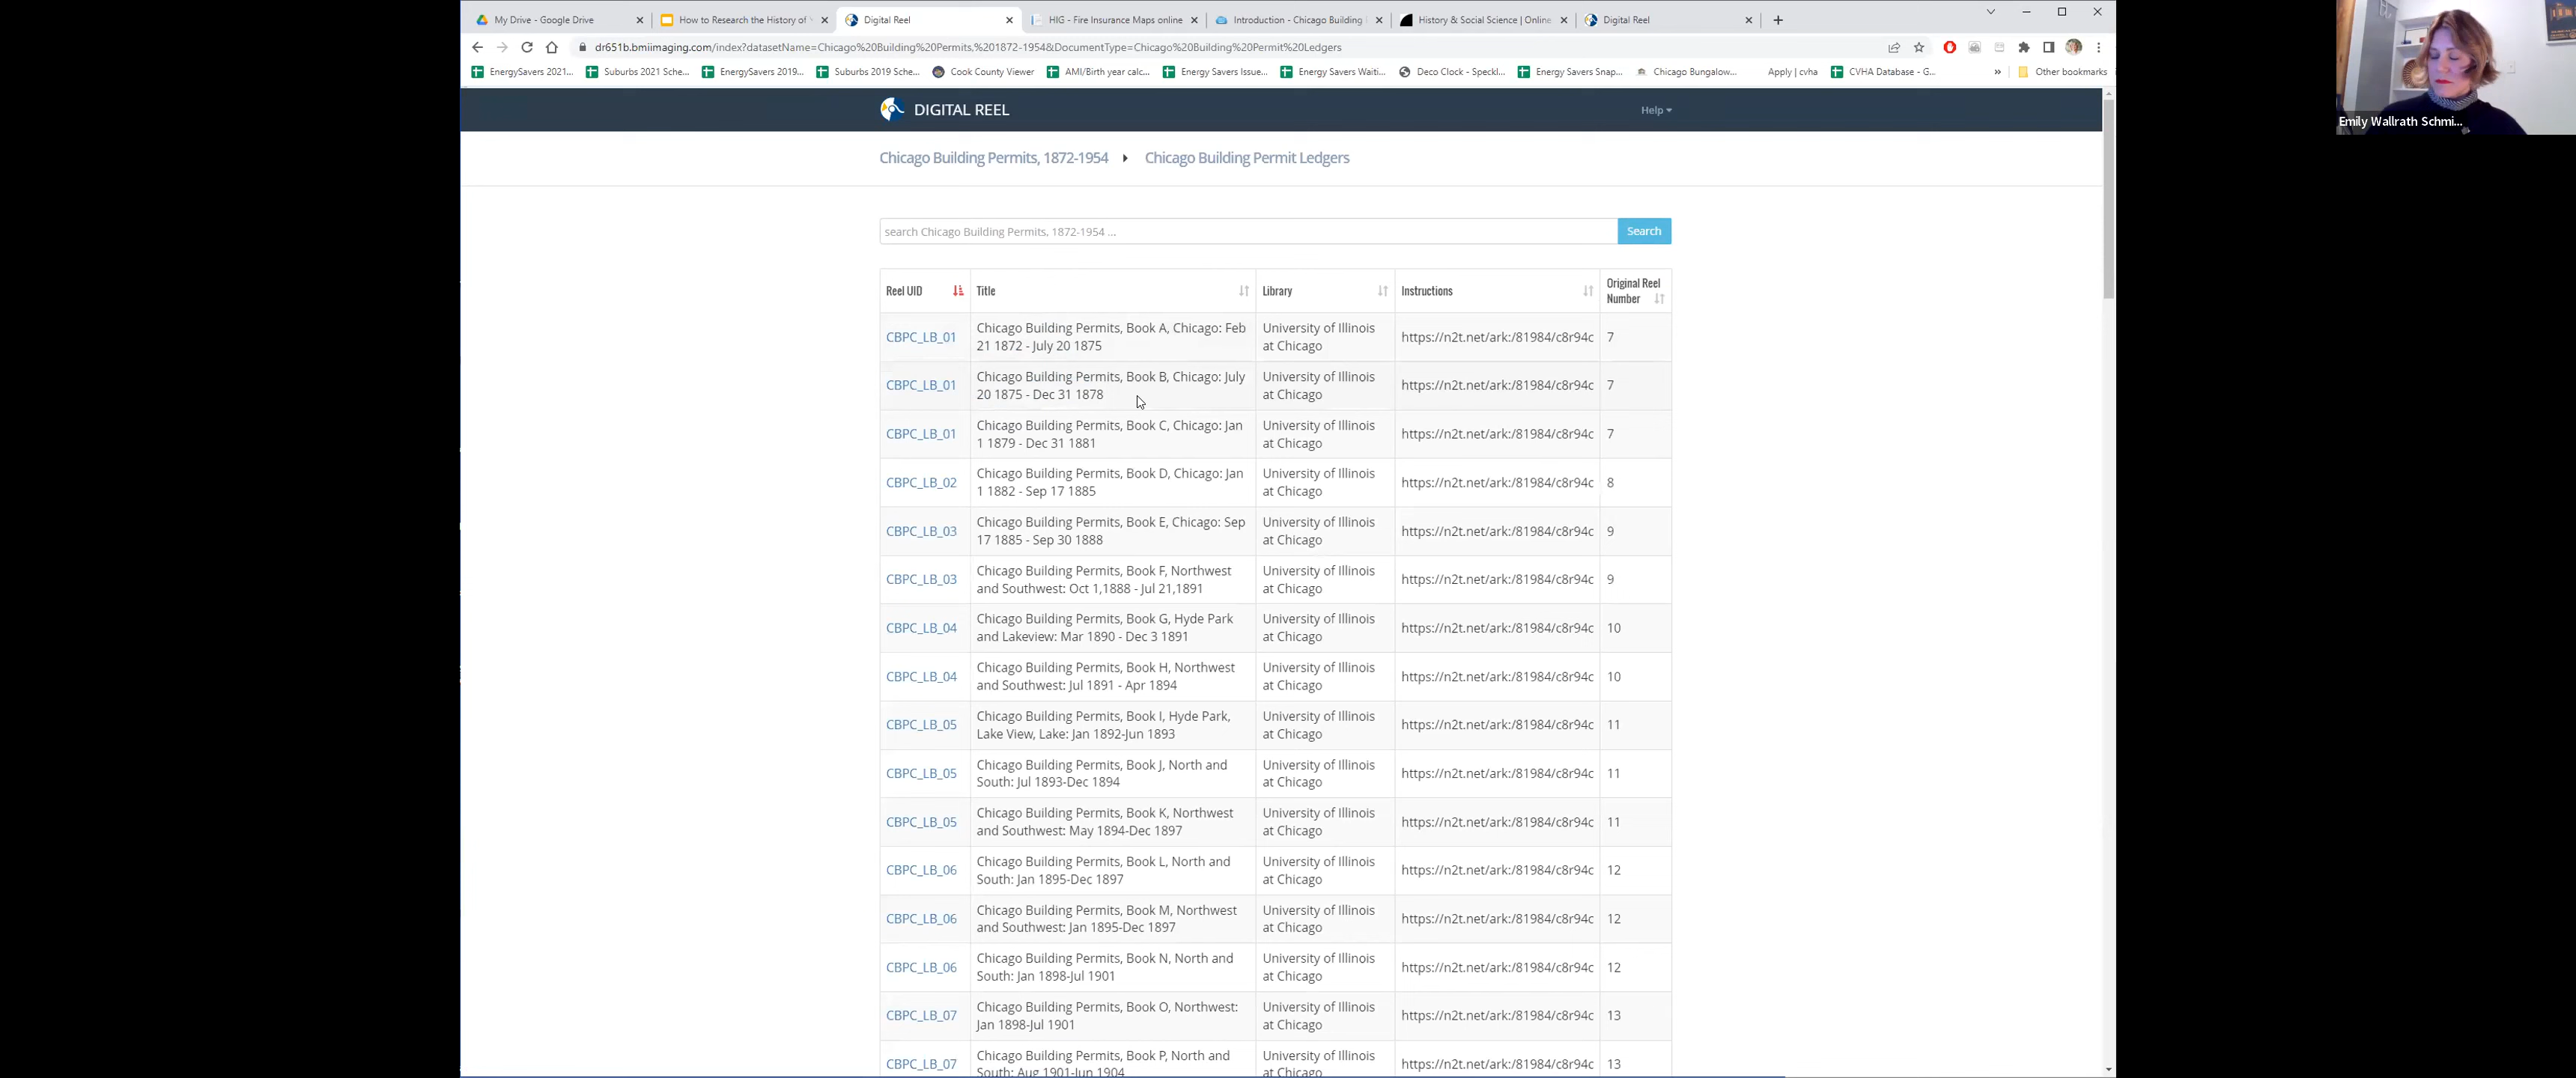 My Drive - Google Drive
How to Research the History of
Digital Reel
HIG - Fire Insurance Maps online
Introduction - Chicago Building
History & Social Science | Online
Digital Reel
dr651b.bmiimaging.com/index?datasetName=Chicago%20Building%20Permits,%201872-1954&DocumentType=Chicago%20Building%20Permit%20Ledgers
EnergySavers 2021... Suburbs 2021 Sche... EnergySavers 2019... Suburbs 2019 Sche... Cook County Viewer AMI/Birth year calc... Energy Savers Issue... Energy Savers Waiti... Deco Clock - Speckl... Energy Savers Snap... Chicago Bungalow... Apply | cvha CVHA Database - G... » Other bookmarks
Emily Wallrath Schmi...
DIGITAL REEL
Help
Chicago Building Permits, 1872-1954 Chicago Building Permit Ledgers
search Chicago Building Permits, 1872-1954 ...
Search
Reel UID Title Library Instructions Original Reel
Number
CBPC_LB_01 Chicago Building Permits, Book A, Chicago: Feb University of Illinois https://n2t.net/ark:/81984/c8r94c 7
21 1872 - July 20 1875 at Chicago
CBPC_LB_01 Chicago Building Permits, Book B, Chicago: July University of Illinois https://n2t.net/ark:/81984/c8r94c 7
20 1875 - Dec 31 1878 at Chicago
CBPC_LB_01 Chicago Building Permits, Book C, Chicago: Jan University of Illinois https://n2t.net/ark:/81984/c8r94c 7
1 1879 - Dec 31 1881 at Chicago
CBPC_LB_02 Chicago Building Permits, Book D, Chicago: Jan University of Illinois https://n2t.net/ark:/81984/c8r94c 8
1 1882 - Sep 17 1885 at Chicago
CBPC_LB_03 Chicago Building Permits, Book E, Chicago: Sep University of Illinois https://n2t.net/ark:/81984/c8r94c 9
17 1885 - Sep 30 1888 at Chicago
CBPC_LB_03 Chicago Building Permits, Book F, Northwest University of Illinois https://n2t.net/ark:/81984/c8r94c 9
and Southwest: Oct 1,1888 - Jul 21,1891 at Chicago
CBPC_LB_04 Chicago Building Permits, Book G, Hyde Park University of Illinois https://n2t.net/ark:/81984/c8r94c 10
and Lakeview: Mar 1890 - Dec 3 1891 at Chicago
CBPC_LB_04 Chicago Building Permits, Book H, Northwest University of Illinois https://n2t.net/ark:/81984/c8r94c 10
and Southwest: Jul 1891 - Apr 1894 at Chicago
CBPC_LB_05 Chicago Building Permits, Book I, Hyde Park, University of Illinois https://n2t.net/ark:/81984/c8r94c 11
Lake View, Lake: Jan 1892-Jun 1893 at Chicago
CBPC_LB_05 Chicago Building Permits, Book J, North and University of Illinois https://n2t.net/ark:/81984/c8r94c 11
South: Jul 1893-Dec 1894 at Chicago
CBPC_LB_05 Chicago Building Permits, Book K, Northwest University of Illinois https://n2t.net/ark:/81984/c8r94c 11
and Southwest: May 1894-Dec 1897 at Chicago
CBPC_LB_06 Chicago Building Permits, Book L, North and University of Illinois https://n2t.net/ark:/81984/c8r94c 12
South: Jan 1895-Dec 1897 at Chicago
CBPC_LB_06 Chicago Building Permits, Book M, Northwest University of Illinois https://n2t.net/ark:/81984/c8r94c 12
and Southwest: Jan 1895-Dec 1897 at Chicago
CBPC_LB_06 Chicago Building Permits, Book N, North and University of Illinois https://n2t.net/ark:/81984/c8r94c 12
South: Jan 1898-Jul 1901 at Chicago
CBPC_LB_07 Chicago Building Permits, Book O, Northwest: University of Illinois https://n2t.net/ark:/81984/c8r94c 13
Jan 1898-Jul 1901 at Chicago
CBPC_LB_07 Chicago Building Permits, Book P, North and University of Illinois https://n2t.net/ark:/81984/c8r94c 13
South: Aug 1901-Jun 1904 at Chicago